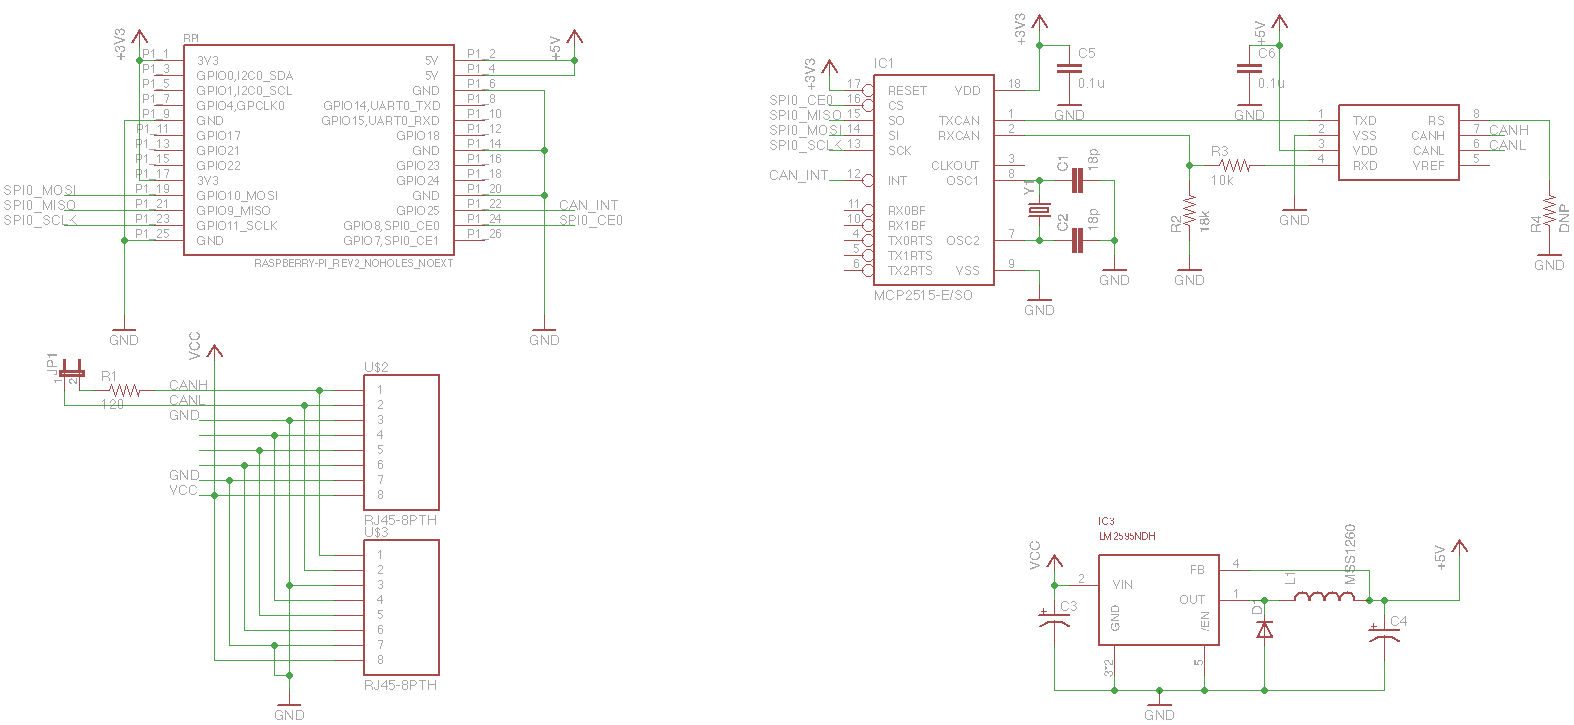 +3V3
RPI
+5V
P1_1 3V3 5V P1_2
P1_3 GPIO0,I2C0_SDA 5V P1_4
P1_5 GPIO1,I2C0_SCL GND P1_6
P1_7 GPIO4,GPCLK0 GPIO14,UART0_TXD P1_8
P1_9 GND GPIO15,UART0_RXD P1_10
P1_11 GPIO17 GPIO18 P1_12
P1_13 GPIO21 GND P1_14
P1_15 GPIO22 GPIO23 P1_16
P1_17 3V3 GPIO24 P1_18
SPI0_MOSI P1_19 GPIO10_MOSI GND P1_20
SPI0_MISO P1_21 GPIO9_MISO GPIO25 P1_22 CAN_INT
SPI0_SCLK P1_23 GPIO11_SCLK GPIO8,SPI0_CE0 P1_24 SPI0_CE0
P1_25 GND GPIO7,SPI0_CE1 P1_26
RASPBERRY-PI_REV2_NOHOLES_NOEXT
GND
GND
+3V3
+3V3
IC1
C5
0.1u
GND
17 RESET VDD 18
SPI0_CE0 16 CS
SPI0_MISO 15 SO TXCAN 1
SPI0_MOSI 14 SI RXCAN 2
SPI0_SCLK 13 SCK
CLKOUT 3
CAN_INT 12 INT OSC1 8
11 RX0BF
10 RX1BF
4 TX0RTS OSC2 7
5 TX1RTS
6 TX2RTS VSS 9
MCP2515-E/SO
GND
C1
18p
Y1
C2
18p
GND
+5V
C6
0.1u
GND
1 TXD RS 8
2 VSS CANH 7 CANH
3 VDD CANL 6 CANL
4 RXD VREF 5
R3
10k
R2
18k
GND
GND
R4
DNP
GND
VCC
JP1
1
2
R1
120
CANH
CANL
GND
GND
VCC
U$2
1
2
3
4
5
6
7
8
RJ45-8PTH
U$3
1
2
3
4
5
6
7
8
RJ45-8PTH
GND
IC3
LM2595NDH
VCC
2 VIN FB 4
OUT 1
GND
/EN
3*2
5
C3
+
D1
L1
MSS1260
C4
+
+5V
GND